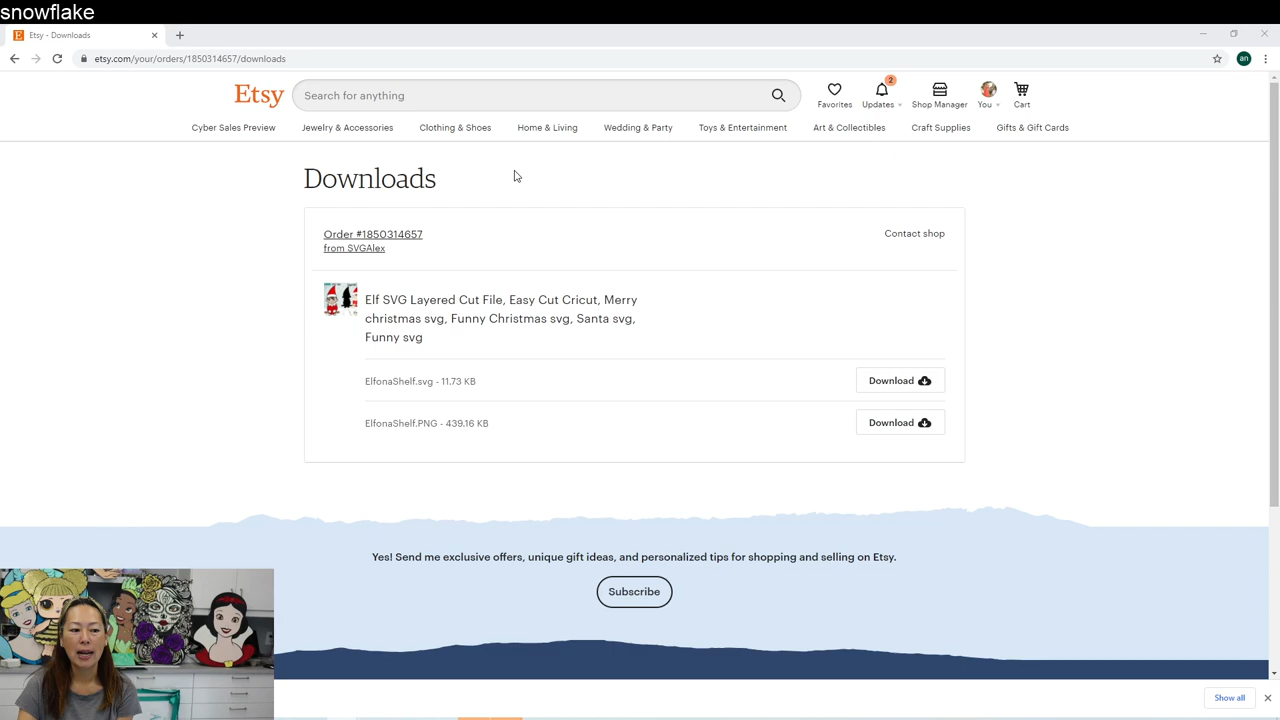 snowflake
Etsy - Downloads
etsy.com/your/orders/1850314657/downloads
an
Etsy
Search for anything
2
Favorites
Updates
Shop Manager
You
Cart
Cyber Sales Preview
Jewelry & Accessories
Clothing & Shoes
Home & Living
Wedding & Party
Toys & Entertainment
Art & Collectibles
Craft Supplies
Gifts & Gift Cards
Downloads
Order #1850314657
Contact shop
from SVGAlex
Elf SVG Layered Cut File, Easy Cut Cricut, Merry
christmas svg, Funny Christmas svg, Santa svg,
Funny svg
ElfonaShelf.svg - 11.73 KB
Download
ElfonaShelf.PNG - 439.16 KB
Download
Yes! Send me exclusive offers, unique gift ideas, and personalized tips for shopping and selling on Etsy.
Subscribe
Show all